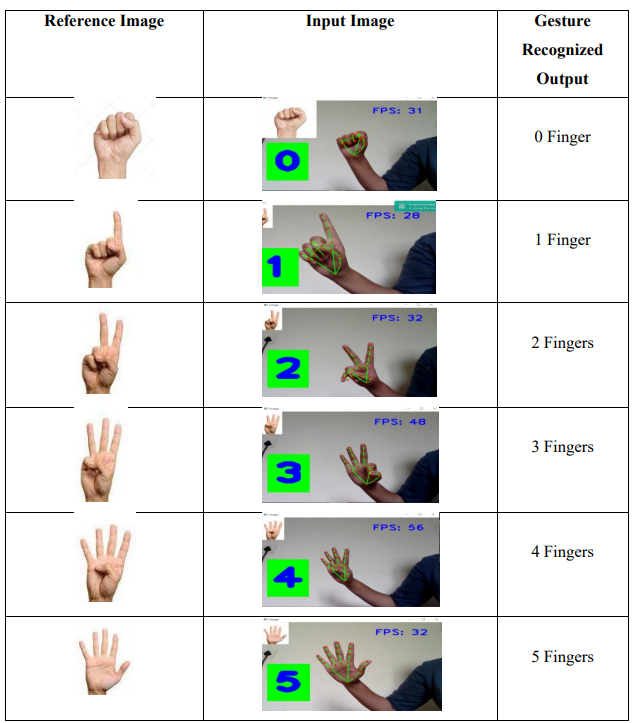 Reference Image
Input Image
Gesture
Recognized
Output
FPS: 31
0
0 Finger
FPS: 28
1
1 Finger
FPS: 32
2
2 Fingers
FPS: 48
3
3 Fingers
FPS: 56
4
4 Fingers
FPS: 32
5
5 Fingers